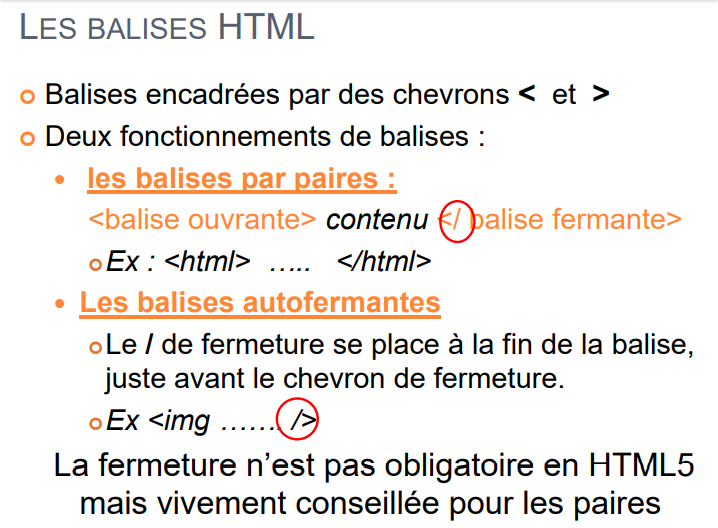 LES BALISES HTML
Balises encadrées par des chevrons < et >
Deux fonctionnements de balises :
les balises par paires :
<balise ouvrante> contenu </ balise fermante>
Ex : <html> ..... </html>
Les balises autofermantes
Le / de fermeture se place à la fin de la balise,
juste avant le chevron de fermeture.
Ex <img ……. />
La fermeture n’est pas obligatoire en HTML5
mais vivement conseillée pour les paires